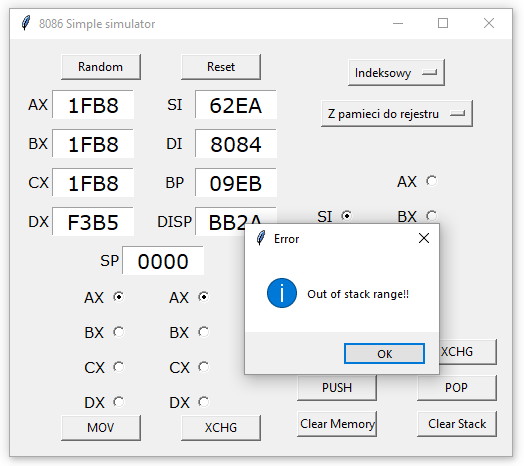 8086 Simple simulator
Random
Reset
Indeksowy
Z pamieci do rejestru
AX 1FB8 SI 62EA
BX 1FB8 DI 8084
CX 1FB8 BP 09EB AX
DX F3B5 DISP BB2A SI BX
SP 0000
Error
Out of stack range!!
OK
AX AX
BX BX
CX CX
DX DX
XCHG
PUSH POP
MOV XCHG Clear Memory Clear Stack